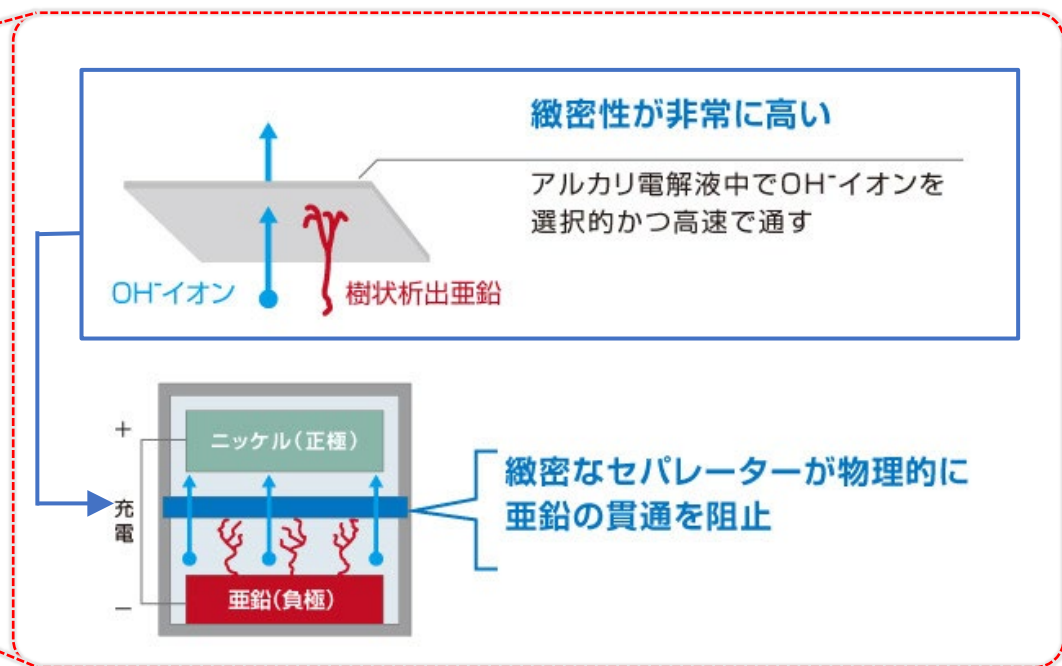 緻密性が非常に高い
アルカリ電解液中でOH⁻イオンを
選択的かつ高速で通す
OH⁻イオン
樹状析出亜鉛
+
ニッケル(正極)
充電
緻密なセパレーターが物理的に
亜鉛の貫通を阻止
亜鉛(負極)
−